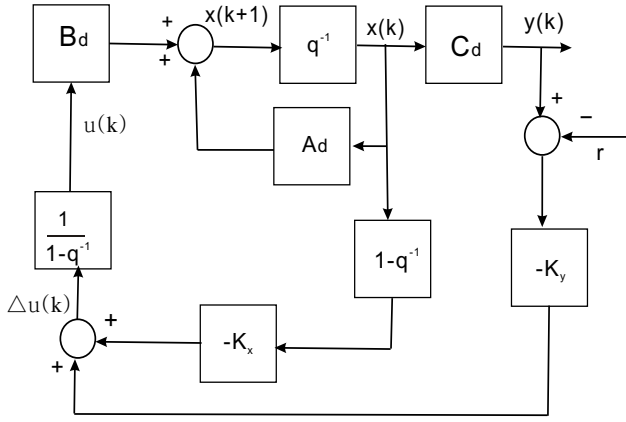 x(k+1)
x(k)
y(k)
+
+
Bd
q⁻¹
Cd
u(k)
Ad
+
−
r
1
1-q⁻¹
1-q⁻¹
-Ky
△u(k)
+
-Kx
+